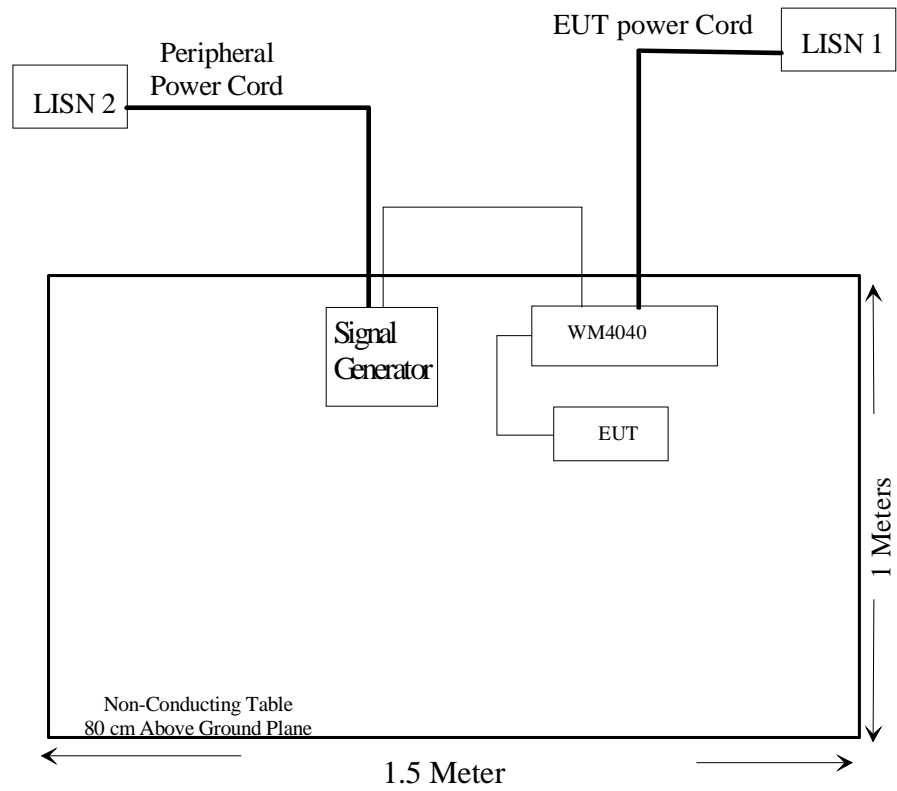 EUT power Cord
LISN 1
Peripheral
Power Cord
LISN 2
Signal
Generator
WM4040
EUT
1 Meters
Non-Conducting Table
80 cm Above Ground Plane
1.5 Meter